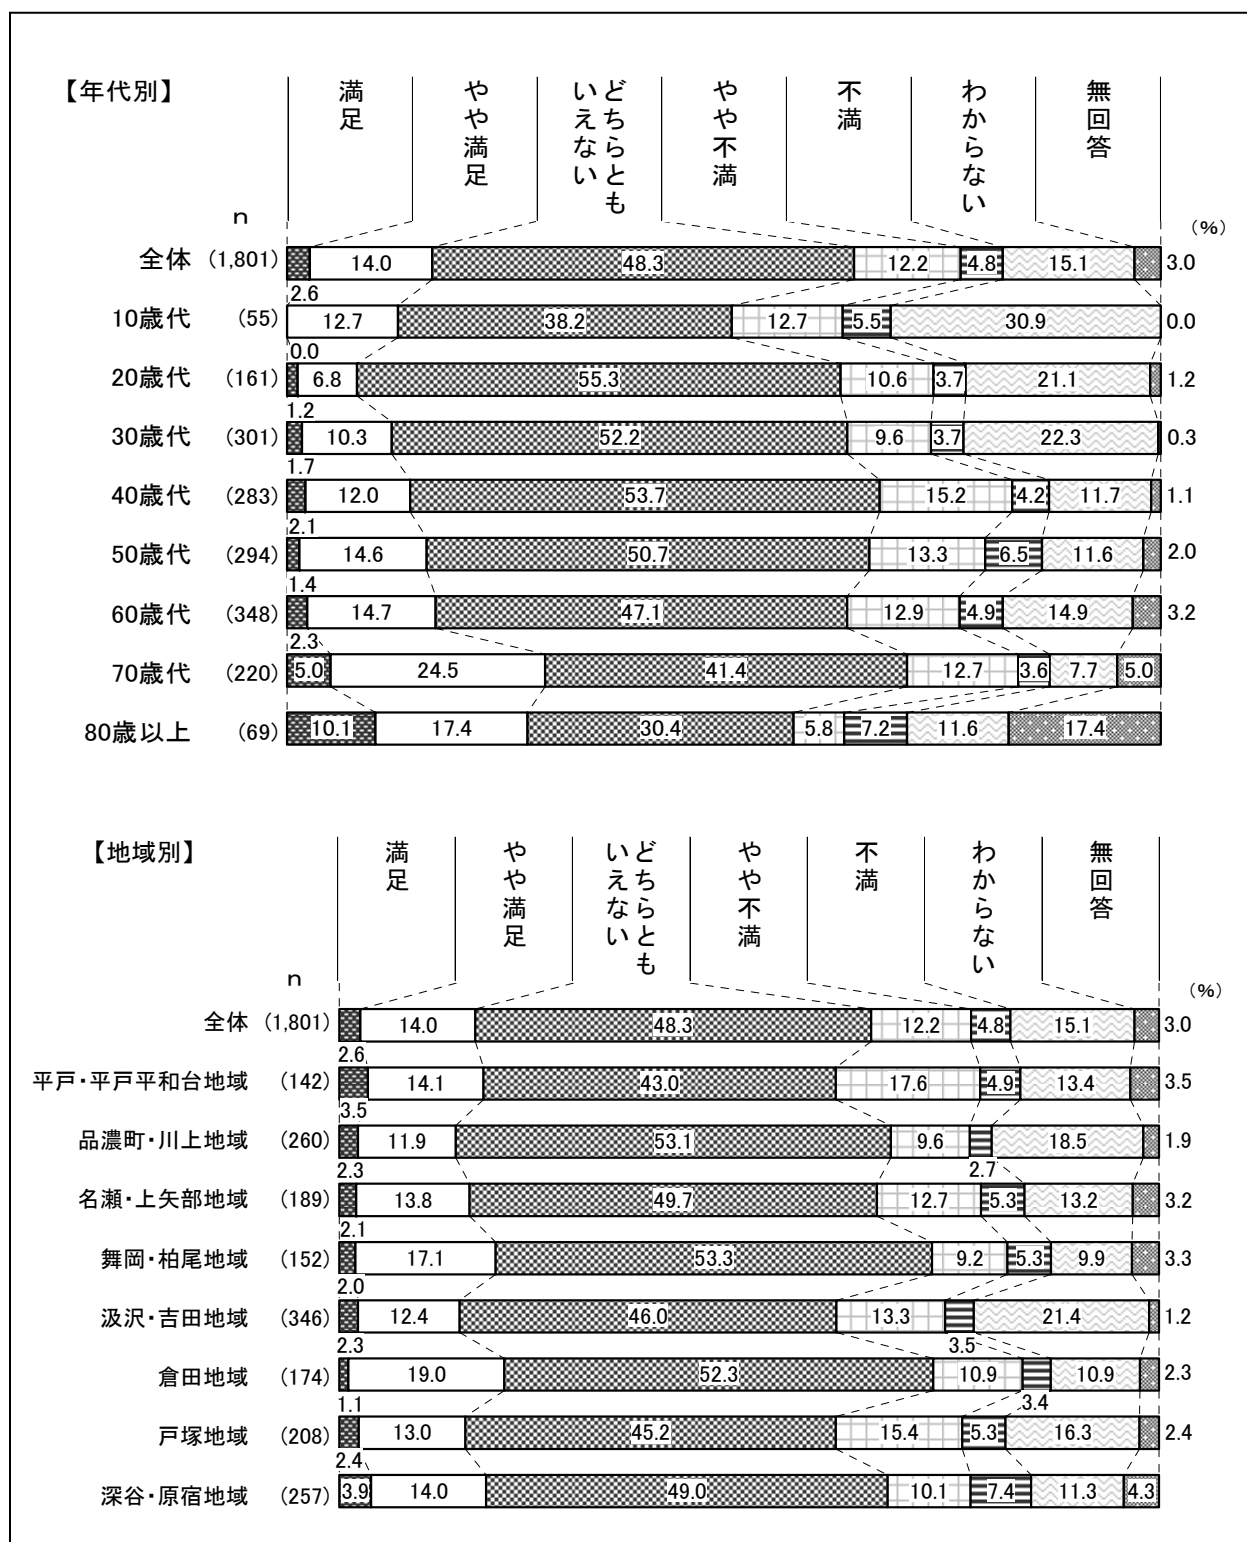 【年代別】
満足
やや満足
どちらとも
いえない
やや不満
不満
わからない
無回答
n
(%)
全体 (1,801) 14.0 48.3 12.2 4.8 15.1 3.0
2.6
10歳代 (55) 12.7 38.2 12.7 5.5 30.9 0.0
0.0
20歳代 (161) 6.8 55.3 10.6 3.7 21.1 1.2
1.2
30歳代 (301) 10.3 52.2 9.6 3.7 22.3 0.3
1.7
40歳代 (283) 12.0 53.7 15.2 4.2 11.7 1.1
2.1
50歳代 (294) 14.6 50.7 13.3 6.5 11.6 2.0
1.4
60歳代 (348) 14.7 47.1 12.9 4.9 14.9 3.2
2.3
70歳代 (220) 5.0 24.5 41.4 12.7 3.6 7.7 5.0
80歳以上 (69) 10.1 17.4 30.4 5.8 7.2 11.6 17.4
【地域別】
満足
やや満足
どちらとも
いえない
やや不満
不満
わからない
無回答
n
(%)
全体 (1,801) 14.0 48.3 12.2 4.8 15.1 3.0
2.6
平戸・平戸平和台地域 (142) 14.1 43.0 17.6 4.9 13.4 3.5
3.5
品濃町・川上地域 (260) 11.9 53.1 9.6 18.5 1.9
2.3 2.7
名瀬・上矢部地域 (189) 13.8 49.7 12.7 5.3 13.2 3.2
2.1
舞岡・柏尾地域 (152) 17.1 53.3 9.2 5.3 9.9 3.3
2.0
汲沢・吉田地域 (346) 12.4 46.0 13.3 21.4 1.2
2.3 3.5
倉田地域 (174) 19.0 52.3 10.9 10.9 2.3
1.1 3.4
戸塚地域 (208) 13.0 45.2 15.4 5.3 16.3 2.4
2.4
深谷・原宿地域 (257) 3.9 14.0 49.0 10.1 7.4 11.3 4.3